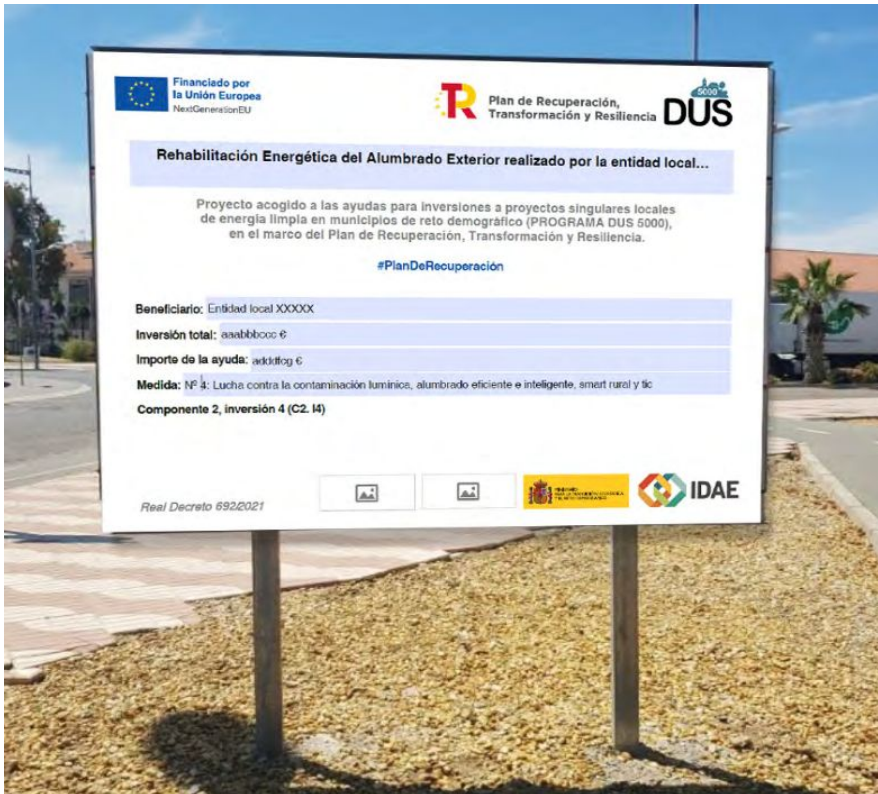 Financiado por
la Unión Europea
NextGenerationEU
Plan de Recuperación,
Transformación y Resiliencia
5000
DUS
Rehabilitación Energética del Alumbrado Exterior realizado por la entidad local...
Proyecto acogido a las ayudas para inversiones a proyectos singulares locales
de energía limpia en municipios de reto demográfico (PROGRAMA DUS 5000),
en el marco del Plan de Recuperación, Transformación y Resiliencia.
#PlanDeRecuperación
Beneficiario: Entidad local XXXXX
Inversión total: aaabbbccc €
Importe de la ayuda: adddfcg €
Medida: Nº 4: Lucha contra la contaminación lumínica, alumbrado eficiente e inteligente, smart rural y tic
Componente 2, inversión 4 (C2. I4)
Real Decreto 692/2021
IDAE